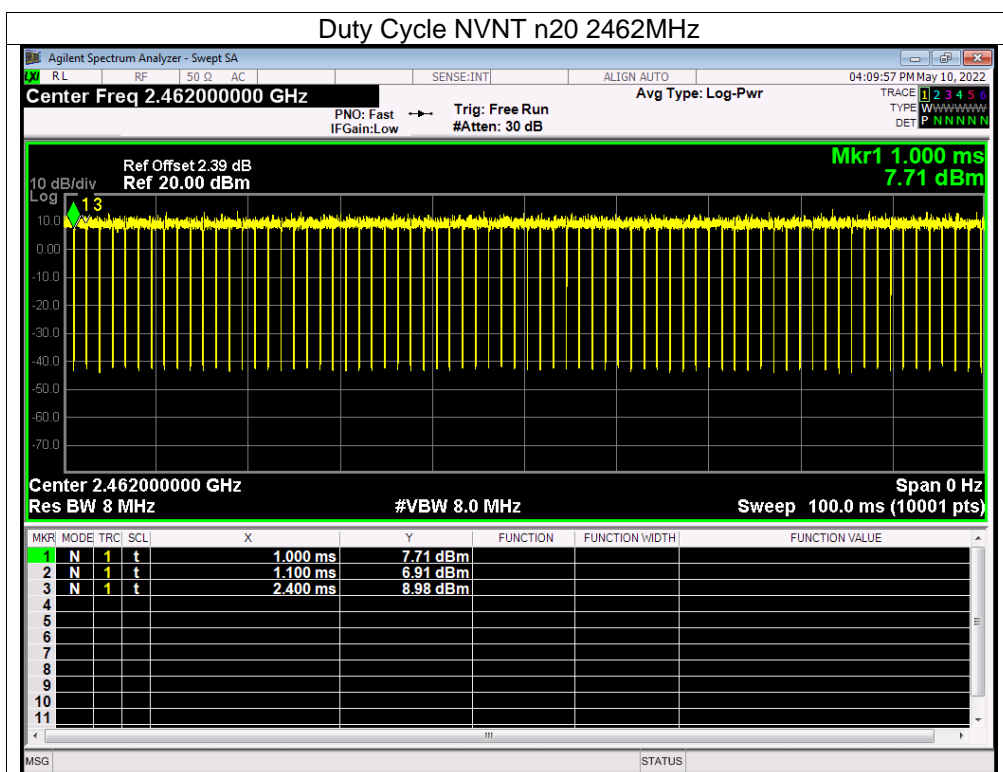 Duty Cycle NVNT n20 2462MHz
Agilent Spectrum Analyzer - Swept SA
LXI RL RF 50 Ω AC SENSE:INT ALIGN AUTO 04:09:57 PM May 10, 2022
Center Freq 2.462000000 GHz Avg Type: Log-Pwr TRACE 1 2 3 4 5 6
PNO: Fast Trig: Free Run TYPE WWWWWW
IFGain:Low #Atten: 30 dB DET P N N N N N
Mkr1 1.000 ms
Ref Offset 2.39 dB
10 dB/div Ref 20.00 dBm 7.71 dBm
Log
1 3
10.0
0.00
-10.0
-20.0
-30.0
-40.0
-50.0
-60.0
-70.0
Center 2.462000000 GHz Span 0 Hz
Res BW 8 MHz #VBW 8.0 MHz Sweep 100.0 ms (10001 pts)
MKR MODE TRC SCL X Y FUNCTION FUNCTION WIDTH FUNCTION VALUE
1 N 1 t 1.000 ms 7.71 dBm
2 N 1 t 1.100 ms 6.91 dBm
3 N 1 t 2.400 ms 8.98 dBm
4
5
6
7
8
9
10
11
MSG STATUS